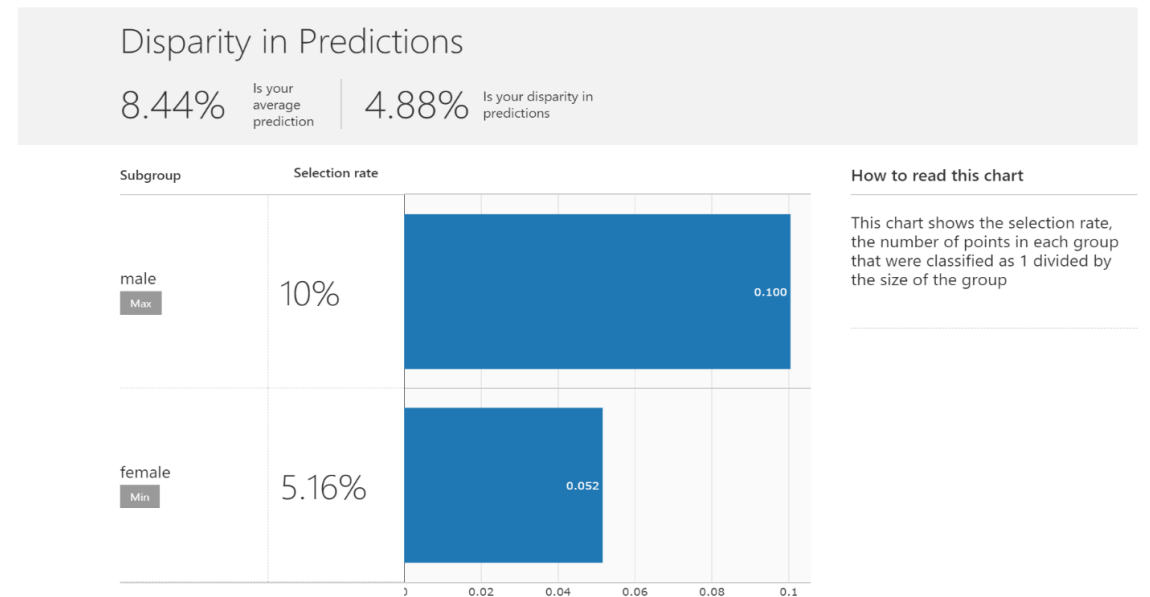 Disparity in Predictions
8.44%
Is your
average
prediction
4.88%
Is your disparity in
predictions
Subgroup
Selection rate
How to read this chart
This chart shows the selection rate,
the number of points in each group
that were classified as 1 divided by
the size of the group
male
Max
10%
0.100
female
Min
5.16%
0.052
0.02
0.04
0.06
0.08
0.1